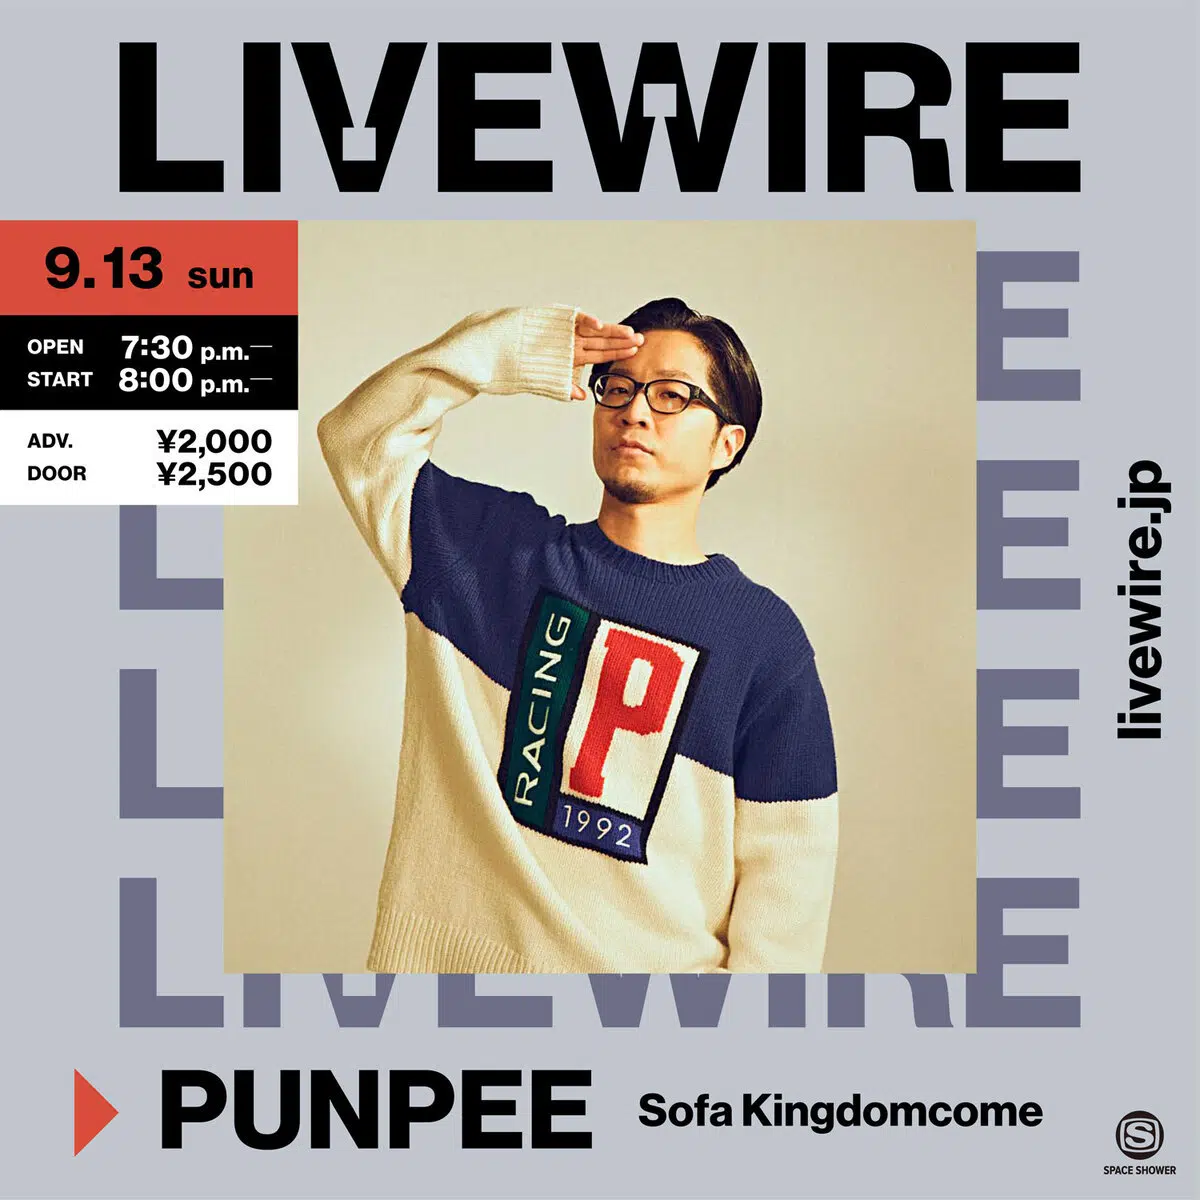 LIVEWIRE
9.13 sun
OPEN 7:30 p.m.—
START 8:00 p.m.—
ADV. ¥2,000
DOOR ¥2,500
RACING
P
1992
livewire.jp
LIVEWIRE
PUNPEE Sofa Kingdomcome
S
SPACE SHOWER